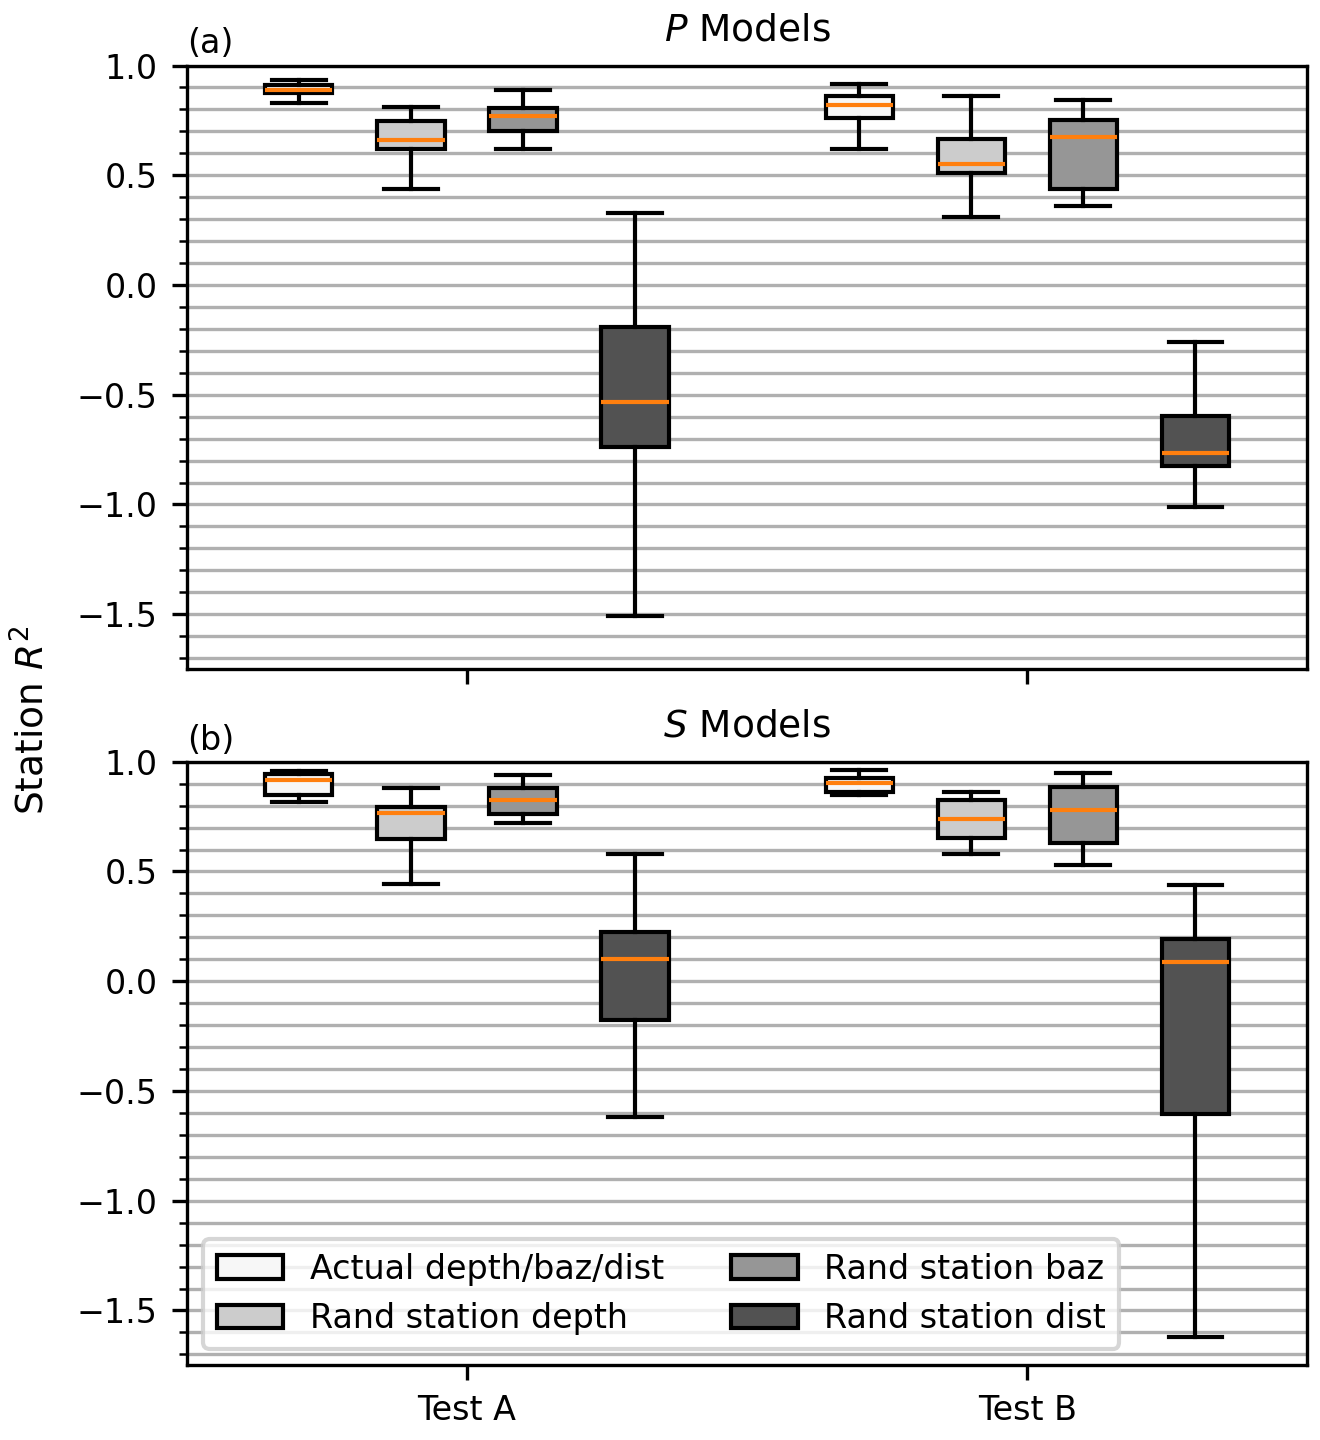 P Models
(a)
1.0
0.5
0.0
−0.5
−1.0
−1.5
Station R²
S Models
(b)
1.0
0.5
0.0
−0.5
−1.0
−1.5
Actual depth/baz/dist
Rand station depth
Rand station baz
Rand station dist
Test A
Test B